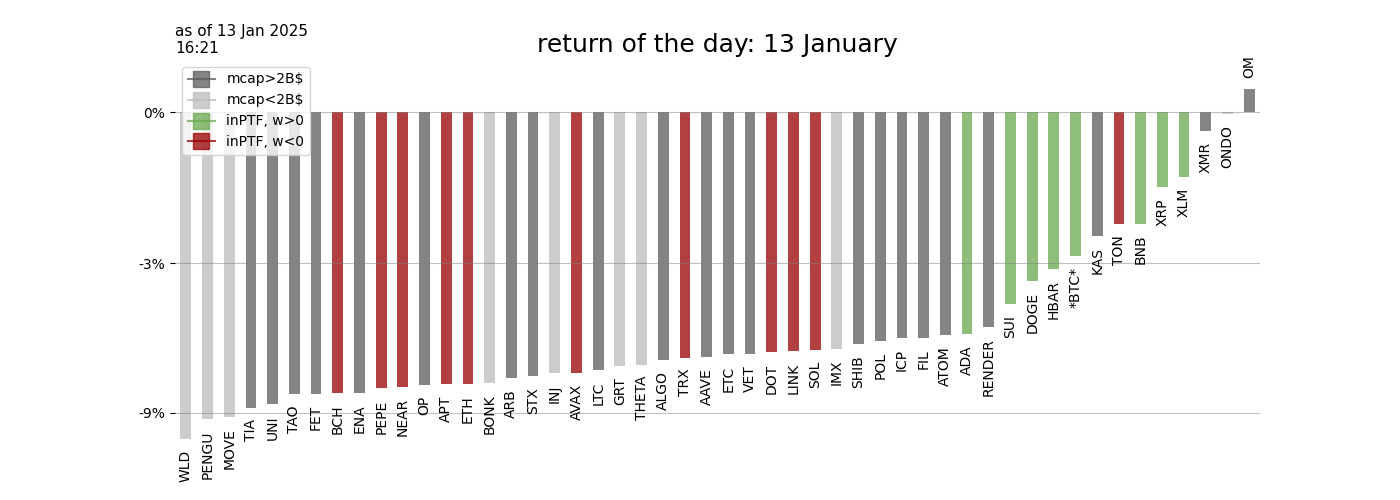 as of 13 Jan 2025
16:21
return of the day: 13 January
mcap>2B$
mcap<2B$
inPTF, w>0
inPTF, w<0
0%
-3%
-9%
WLD
PENGU
MOVE
TIA
UNI
TAO
FET
BCH
ENA
PEPE
NEAR
OP
APT
ETH
BONK
ARB
STX
INJ
AVAX
LTC
GRT
THETA
ALGO
TRX
AAVE
ETC
VET
DOT
LINK
SOL
IMX
SHIB
POL
ICP
FIL
ATOM
ADA
RENDER
SUI
DOGE
HBAR
*BTC*
KAS
TON
BNB
XRP
XLM
XMR
ONDO
OM